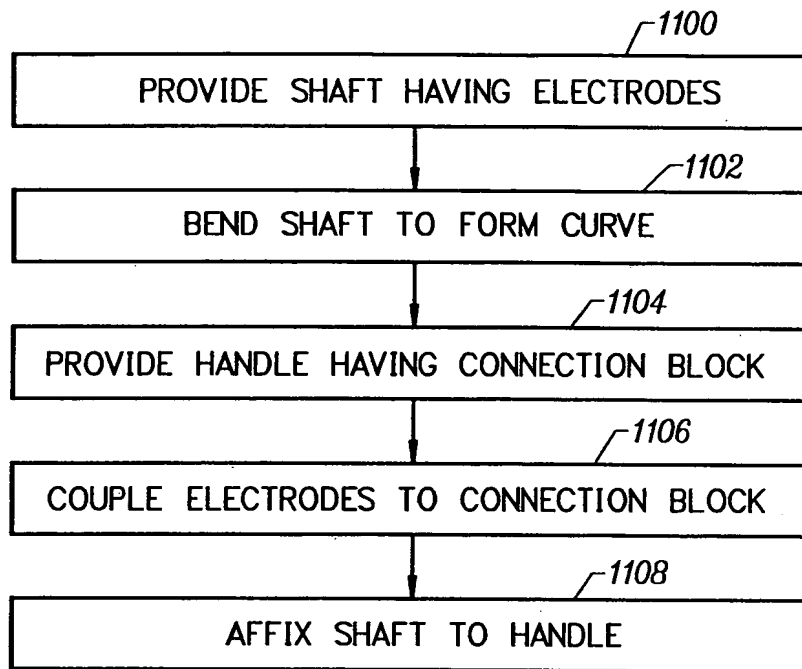 1100
PROVIDE SHAFT HAVING ELECTRODES
1102
BEND SHAFT TO FORM CURVE
1104
PROVIDE HANDLE HAVING CONNECTION BLOCK
1106
COUPLE ELECTRODES TO CONNECTION BLOCK
1108
AFFIX SHAFT TO HANDLE